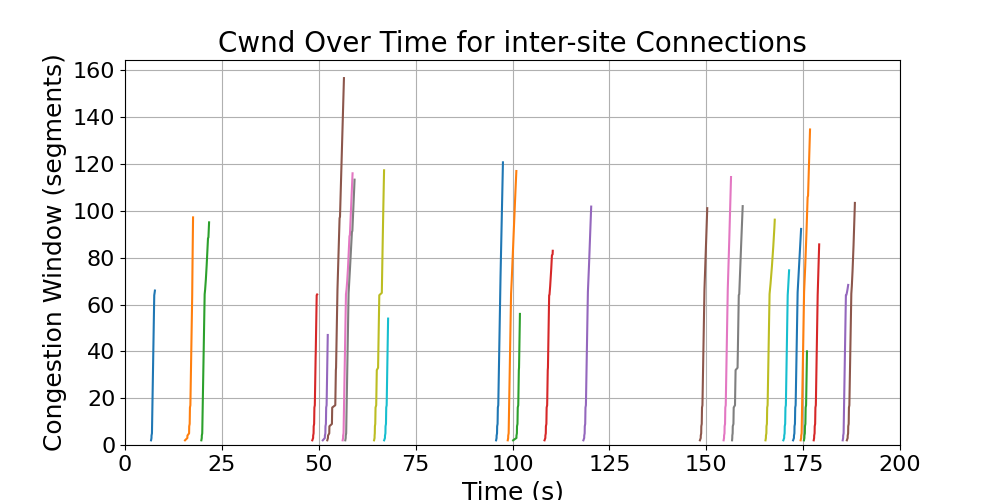 Cwnd Over Time for inter-site Connections
Congestion Window (segments)
160
140
120
100
80
60
40
20
0
0 25 50 75 100 125 150 175 200
Time (s)